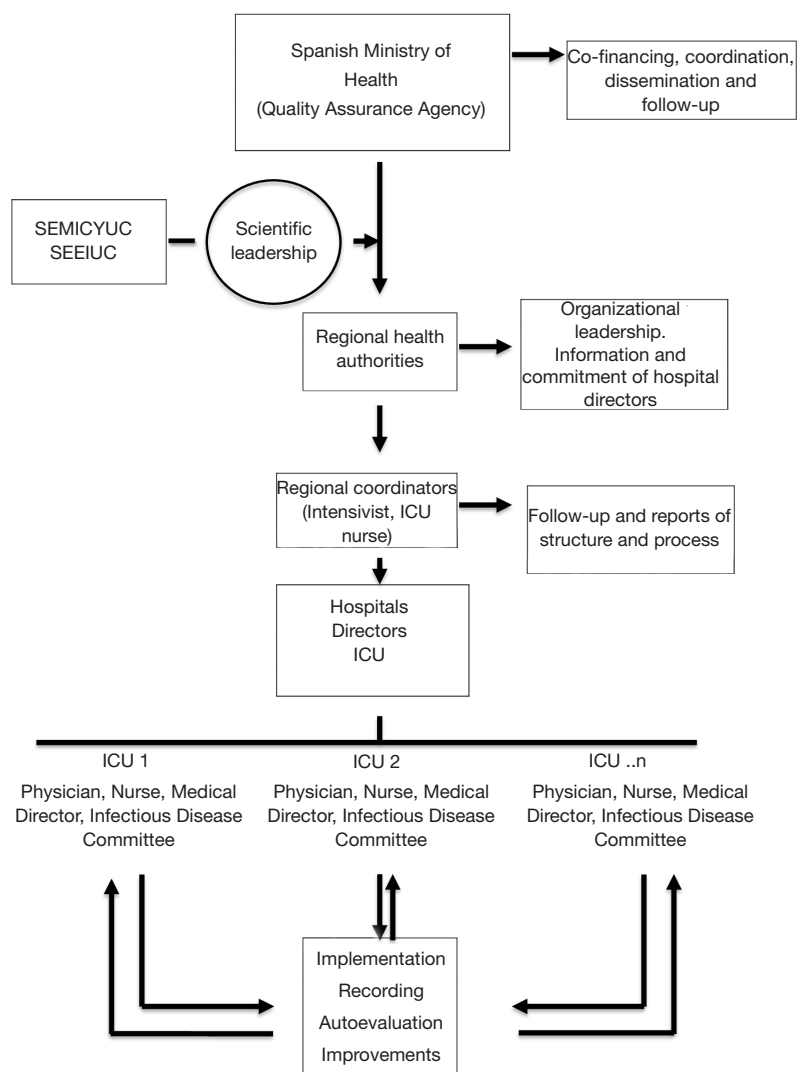 Spanish Ministry of
Health
(Quality Assurance Agency)
Co-financing, coordination,
dissemination and
follow-up
SEMICYUC
SEEIUC
Scientific
leadership
Regional health
authorities
Organizational
leadership.
Information and
commitment of hospital
directors
Regional coordinators
(Intensivist, ICU
nurse)
Follow-up and reports of
structure and process
Hospitals
Directors
ICU
ICU 1
Physician, Nurse, Medical
Director, Infectious Disease
Committee
ICU 2
Physician, Nurse, Medical
Director, Infectious Disease
Committee
ICU ..n
Physician, Nurse, Medical
Director, Infectious Disease
Committee
Implementation
Recording
Autoevaluation
Improvements